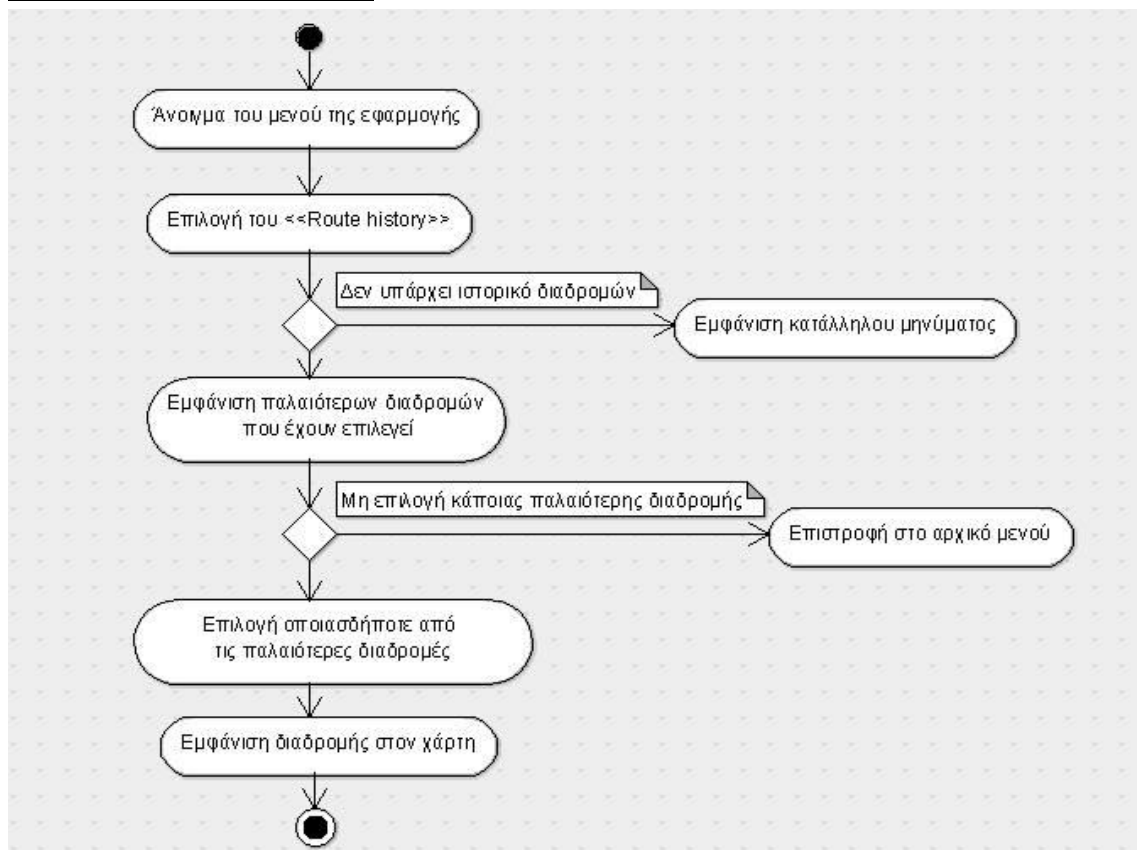 Άνοιγμα του μενού της εφαρμογής
Επιλογή του <<Route history>>
Δεν υπάρχει ιστορικό διαδρομών
Εμφάνιση κατάλληλου μηνύματος
Εμφάνιση παλαιότερων διαδρομών
που έχουν επιλεγεί
Μη επιλογή κάποιας παλαιότερης διαδρομής
Επιστροφή στο αρχικό μενού
Επιλογή οποιασδήποτε από
τις παλαιότερες διαδρομές
Εμφάνιση διαδρομής στον χάρτη